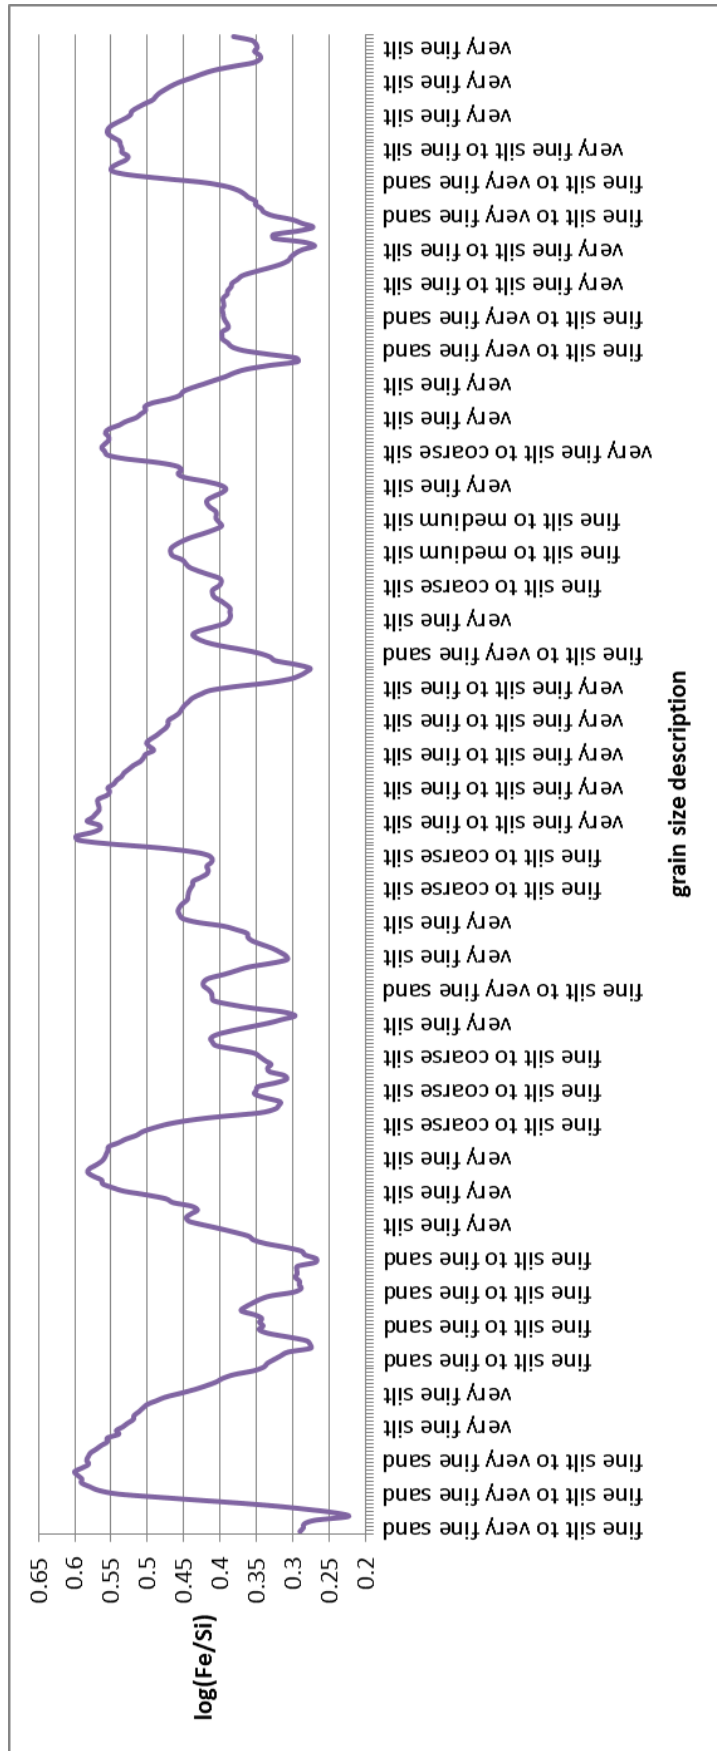 log(Fe/Si)
0.65
0.6
0.55
0.5
0.45
0.4
0.35
0.3
0.25
0.2
fine silt to very fine sand
fine silt to very fine sand
fine silt to very fine sand
very fine silt
very fine silt
fine silt to fine sand
fine silt to fine sand
fine silt to fine sand
fine silt to fine sand
very fine silt
very fine silt
very fine silt
fine silt to coarse silt
fine silt to coarse silt
fine silt to coarse silt
very fine silt
fine silt to very fine sand
very fine silt
very fine silt
fine silt to coarse silt
fine silt to coarse silt
very fine silt to fine silt
very fine silt to fine silt
very fine silt to fine silt
very fine silt to fine silt
very fine silt to fine silt
fine silt to very fine sand
very fine silt
fine silt to coarse silt
fine silt to medium silt
fine silt to medium silt
very fine silt
very fine silt to coarse silt
very fine silt
very fine silt
fine silt to very fine sand
fine silt to very fine sand
very fine silt to fine silt
very fine silt to fine silt
fine silt to very fine sand
fine silt to very fine sand
very fine silt to fine silt
very fine silt
very fine silt
very fine silt
grain size description